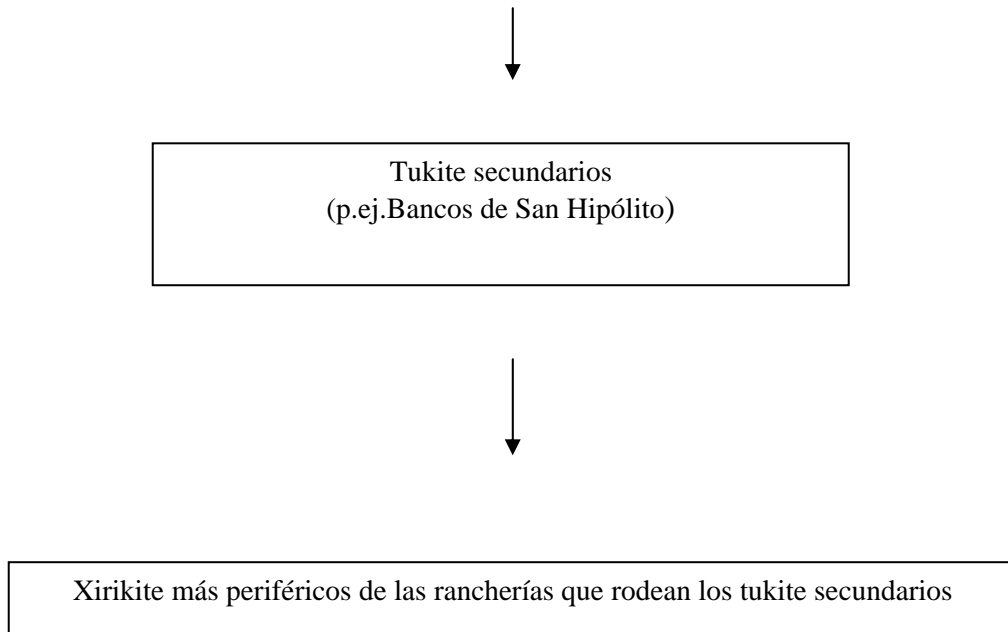 Tukite secundarios
(p.ej.Bancos de San Hipólito)
Xirikite más periféricos de las rancherías que rodean los tukite secundarios